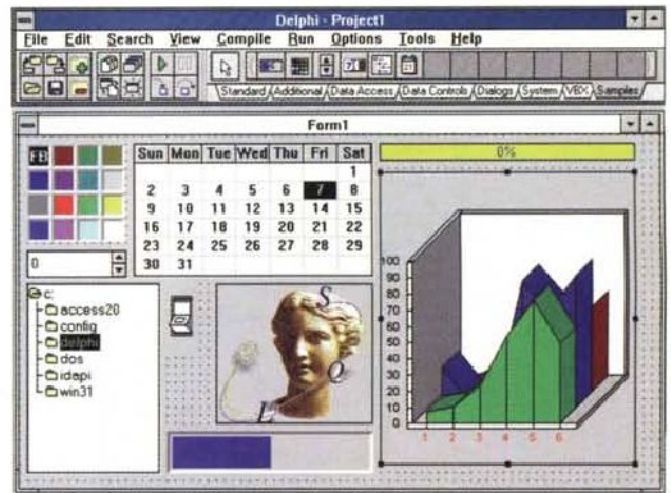 Delphi - Project1
File Edit Search View Compile Run Options Tools Help
Standard Additional Data Access Data Controls Dialogs System VBX Samples
Form1
FB
Sun Mon Tue Wed Thu Fri Sat
1
2 3 4 5 6 7 8
9 10 11 12 13 14 15
16 17 18 19 20 21 22
23 24 25 26 27 28 29
30 31
0%
0
c:
access20
config
delphi
dos
idapi
win31
S
Q
L
100
90
80
70
60
50
40
30
20
10
0
1 2 3 4 5 6